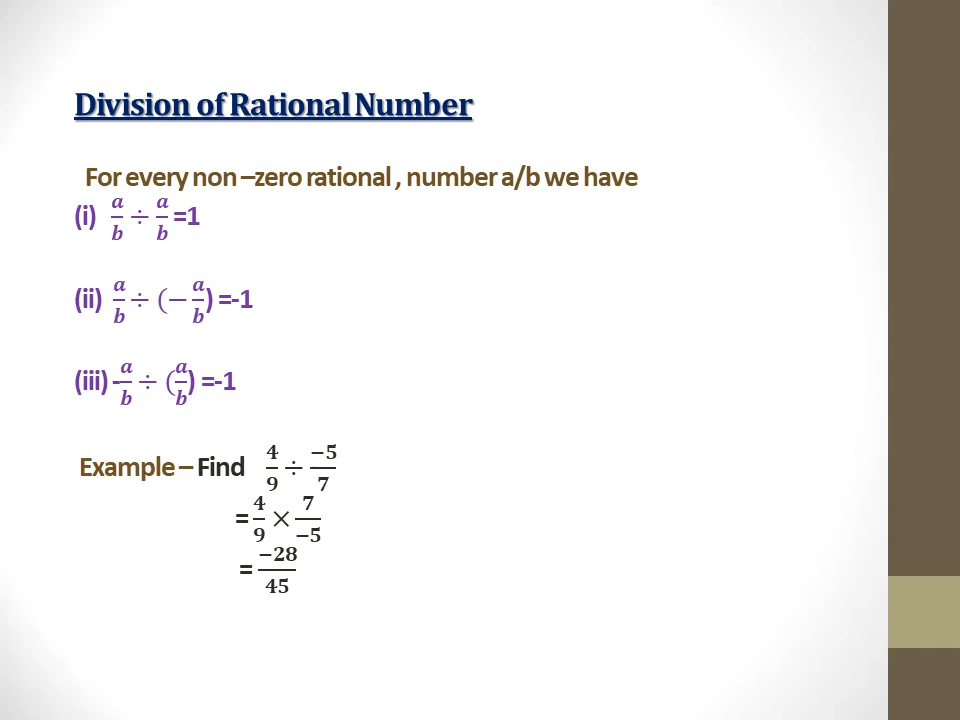 Division of Rational Number
For every non –zero rational , number a/b we have
(i) a/b ÷ a/b =1
(ii) a/b ÷ (− a/b) =-1
(iii) -a/b ÷ (a/b) =-1
Example – Find 4/9 ÷ −5/7
= 4/9 × 7/−5
= −28/45